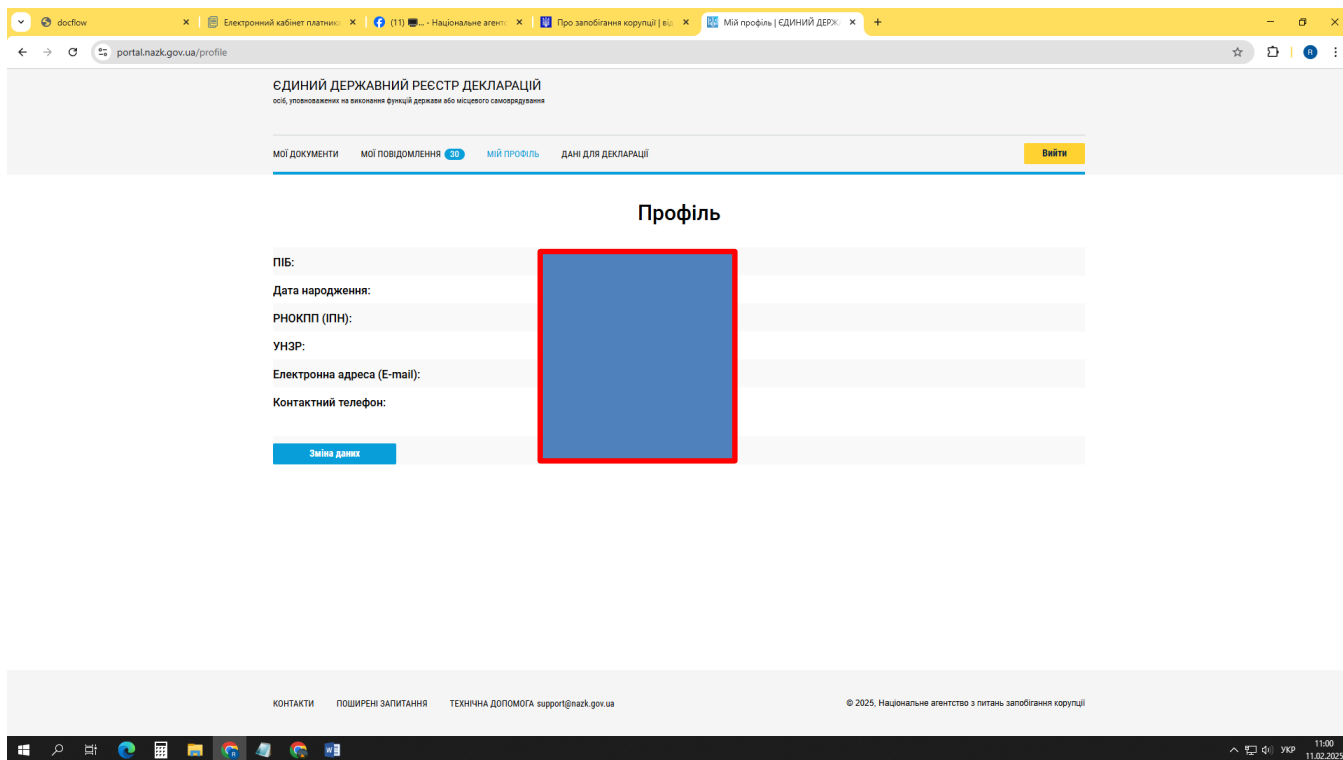 docflow
Електронний кабінет платника
(11) ... - Національне агентс
Про запобігання корупції | від
Мій профіль | ЄДИНИЙ ДЕРЖА
portal.nazk.gov.ua/profile
R
ЄДИНИЙ ДЕРЖАВНИЙ РЕЄСТР ДЕКЛАРАЦІЙ
осіб, уповноважених на виконання функцій держави або місцевого самоврядування
МОЇ ДОКУМЕНТИ МОЇ ПОВІДОМЛЕННЯ 30 МІЙ ПРОФІЛЬ ДАНІ ДЛЯ ДЕКЛАРАЦІЇ Вийти
Профіль
ПІБ:
Дата народження:
РНОКПП (ІПН):
УНЗР:
Електронна адреса (E-mail):
Контактний телефон:
Зміна даних
КОНТАКТИ ПОШИРЕНІ ЗАПИТАННЯ ТЕХНІЧНА ДОПОМОГА support@nazk.gov.ua © 2025, Національне агентство з питань запобігання корупції
УКР 11:00
11.02.2025